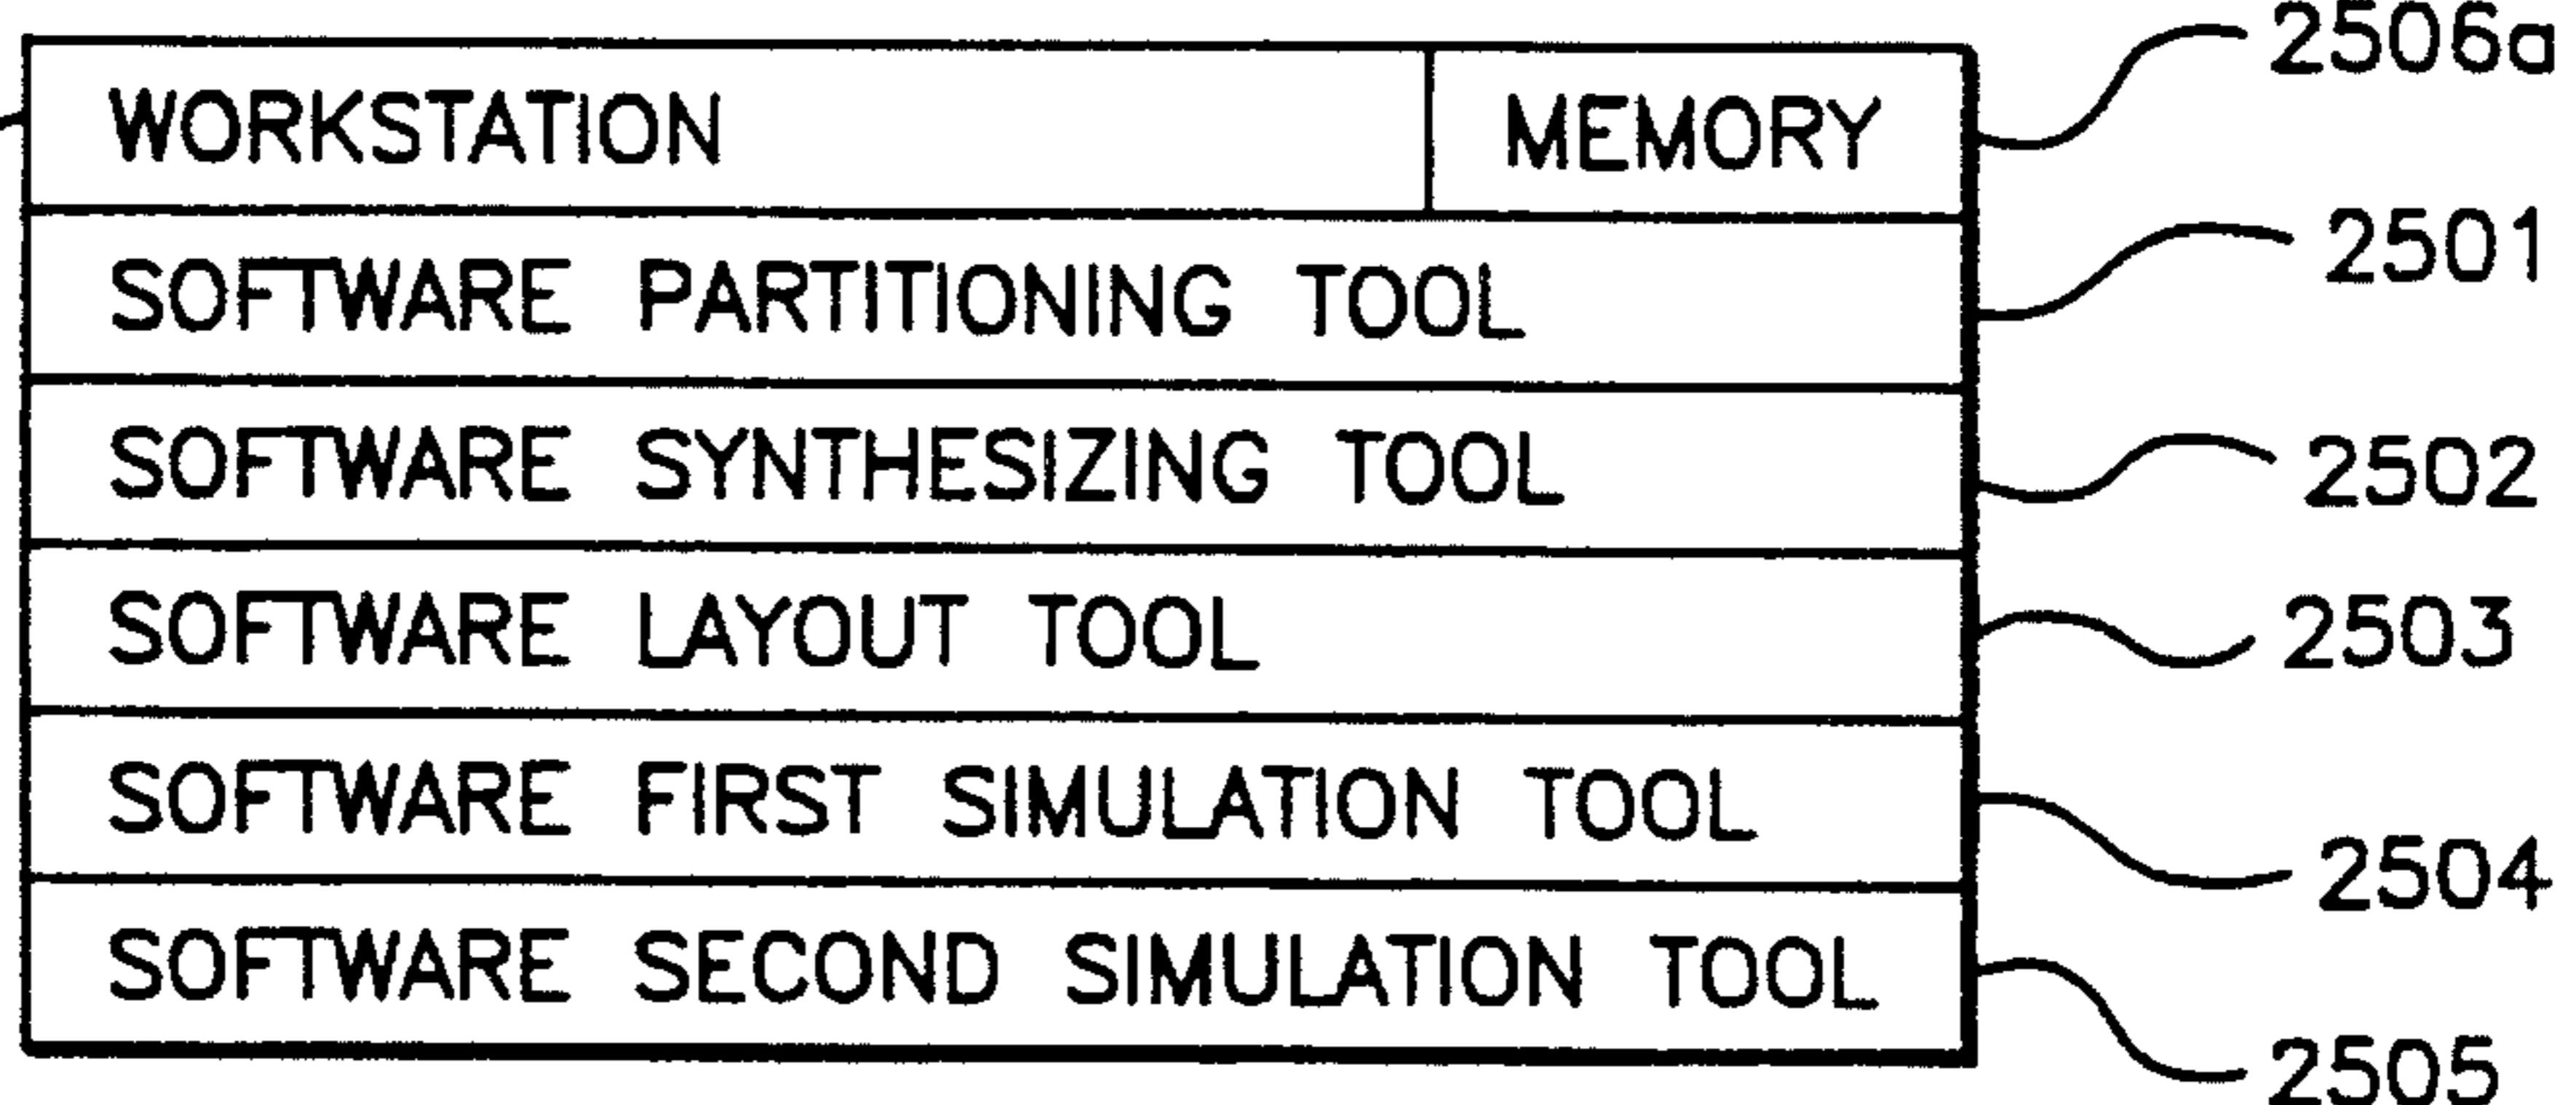 WORKSTATION MEMORY 2506a
SOFTWARE PARTITIONING TOOL 2501
SOFTWARE SYNTHESIZING TOOL 2502
SOFTWARE LAYOUT TOOL 2503
SOFTWARE FIRST SIMULATION TOOL 2504
SOFTWARE SECOND SIMULATION TOOL 2505